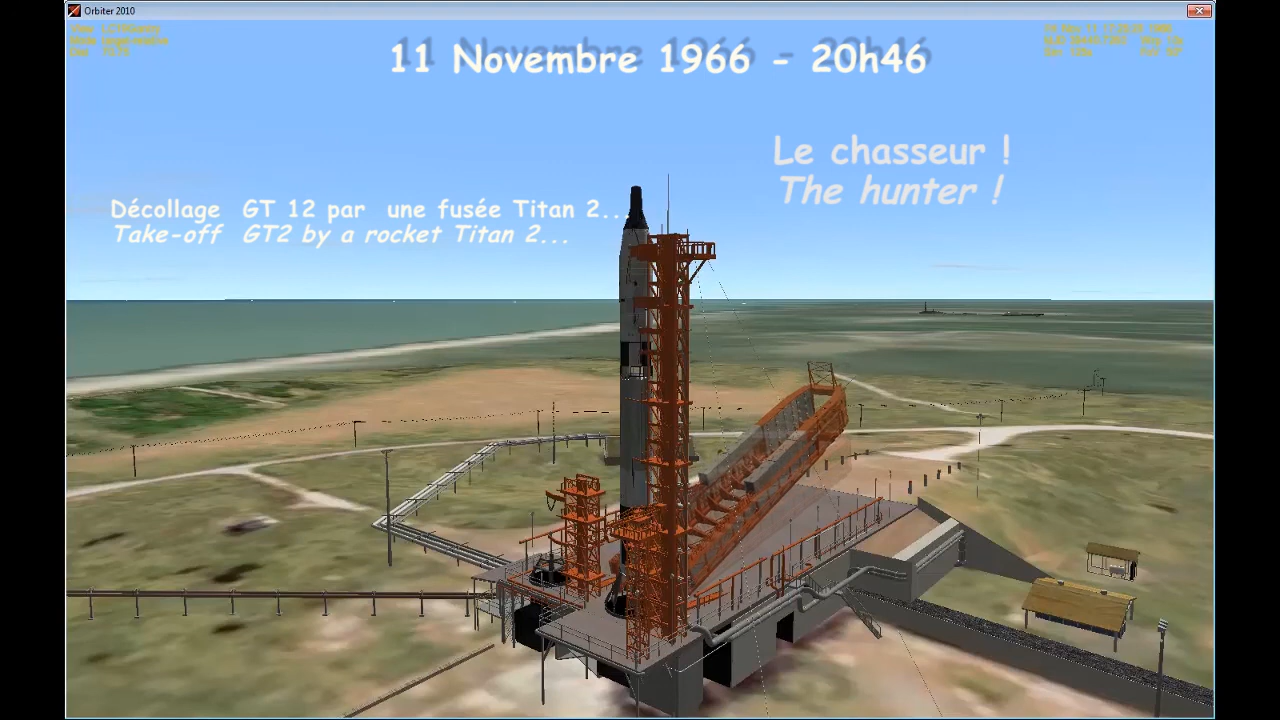 Orbiter 2010
11 Novembre 1966 - 20h46
Le chasseur !
The hunter !
Décollage GT 12 par une fusée Titan 2...
Take-off GT2 by a rocket Titan 2...